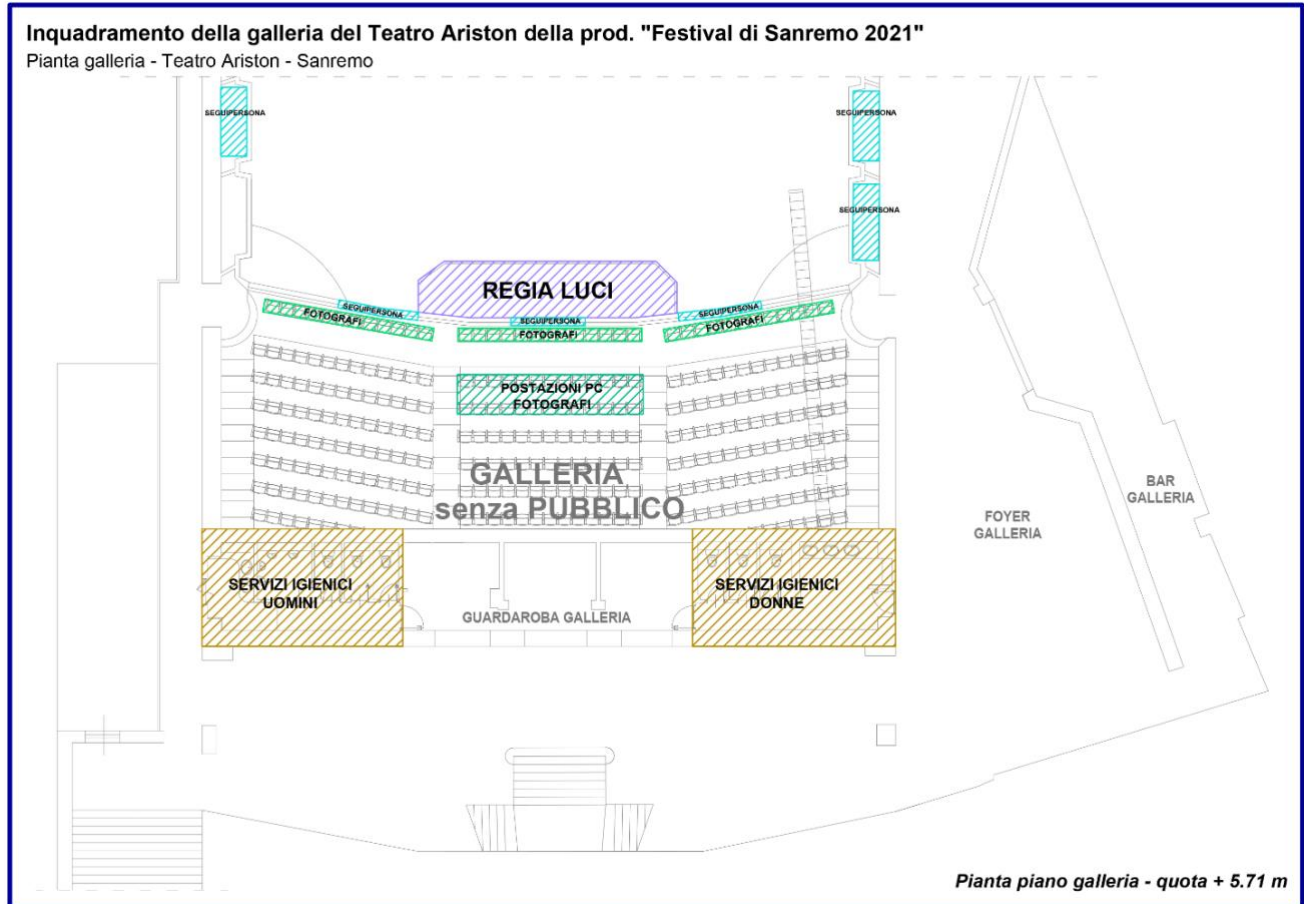 Inquadramento della galleria del Teatro Ariston della prod. "Festival di Sanremo 2021"
Pianta galleria - Teatro Ariston - Sanremo
SEGUIPERSONA
SEGUIPERSONA
SEGUIPERSONA
REGIA LUCI
SEGUIPERSONA
SEGUIPERSONA
SEGUIPERSONA
FOTOGRAFI
FOTOGRAFI
FOTOGRAFI
POSTAZIONI PC
FOTOGRAFI
GALLERIA
senza PUBBLICO
BAR
GALLERIA
FOYER
GALLERIA
SERVIZI IGIENICI
UOMINI
SERVIZI IGIENICI
DONNE
GUARDAROBA GALLERIA
Pianta piano galleria - quota + 5.71 m